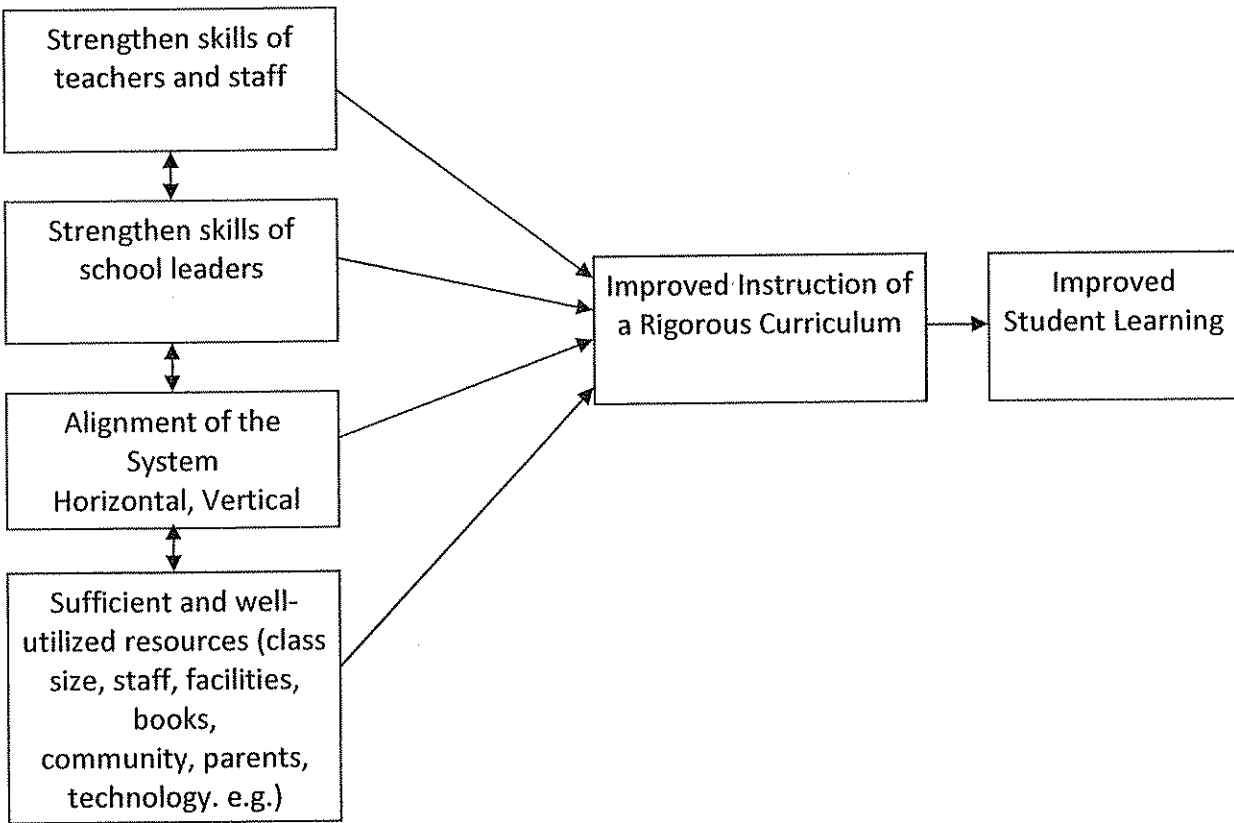 Strengthen skills of
teachers and staff
Strengthen skills of
school leaders
Alignment of the
System
Horizontal, Vertical
Sufficient and well-
utilized resources (class
size, staff, facilities,
books,
community, parents,
technology. e.g.)
Improved Instruction of
a Rigorous Curriculum
Improved
Student Learning